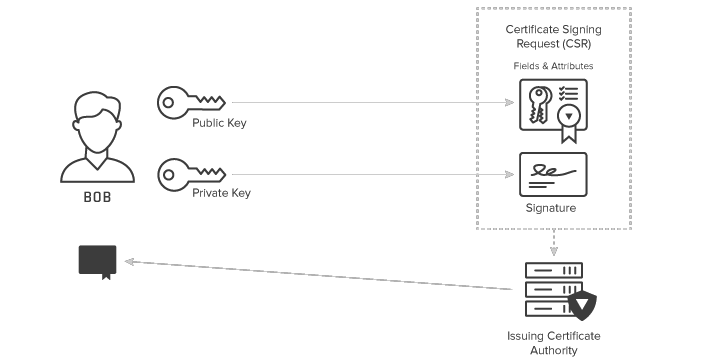 Certificate Signing
Request (CSR)
Fields & Attributes
Public Key
Private Key
BOB
Signature
Issuing Certificate
Authority